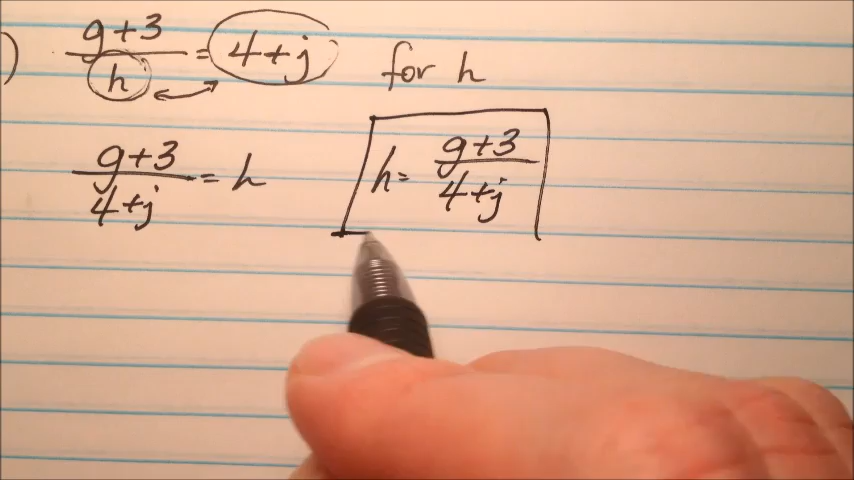 ) g+3/h = 4+j for h
g+3/4+j = h h = g+3/4+j